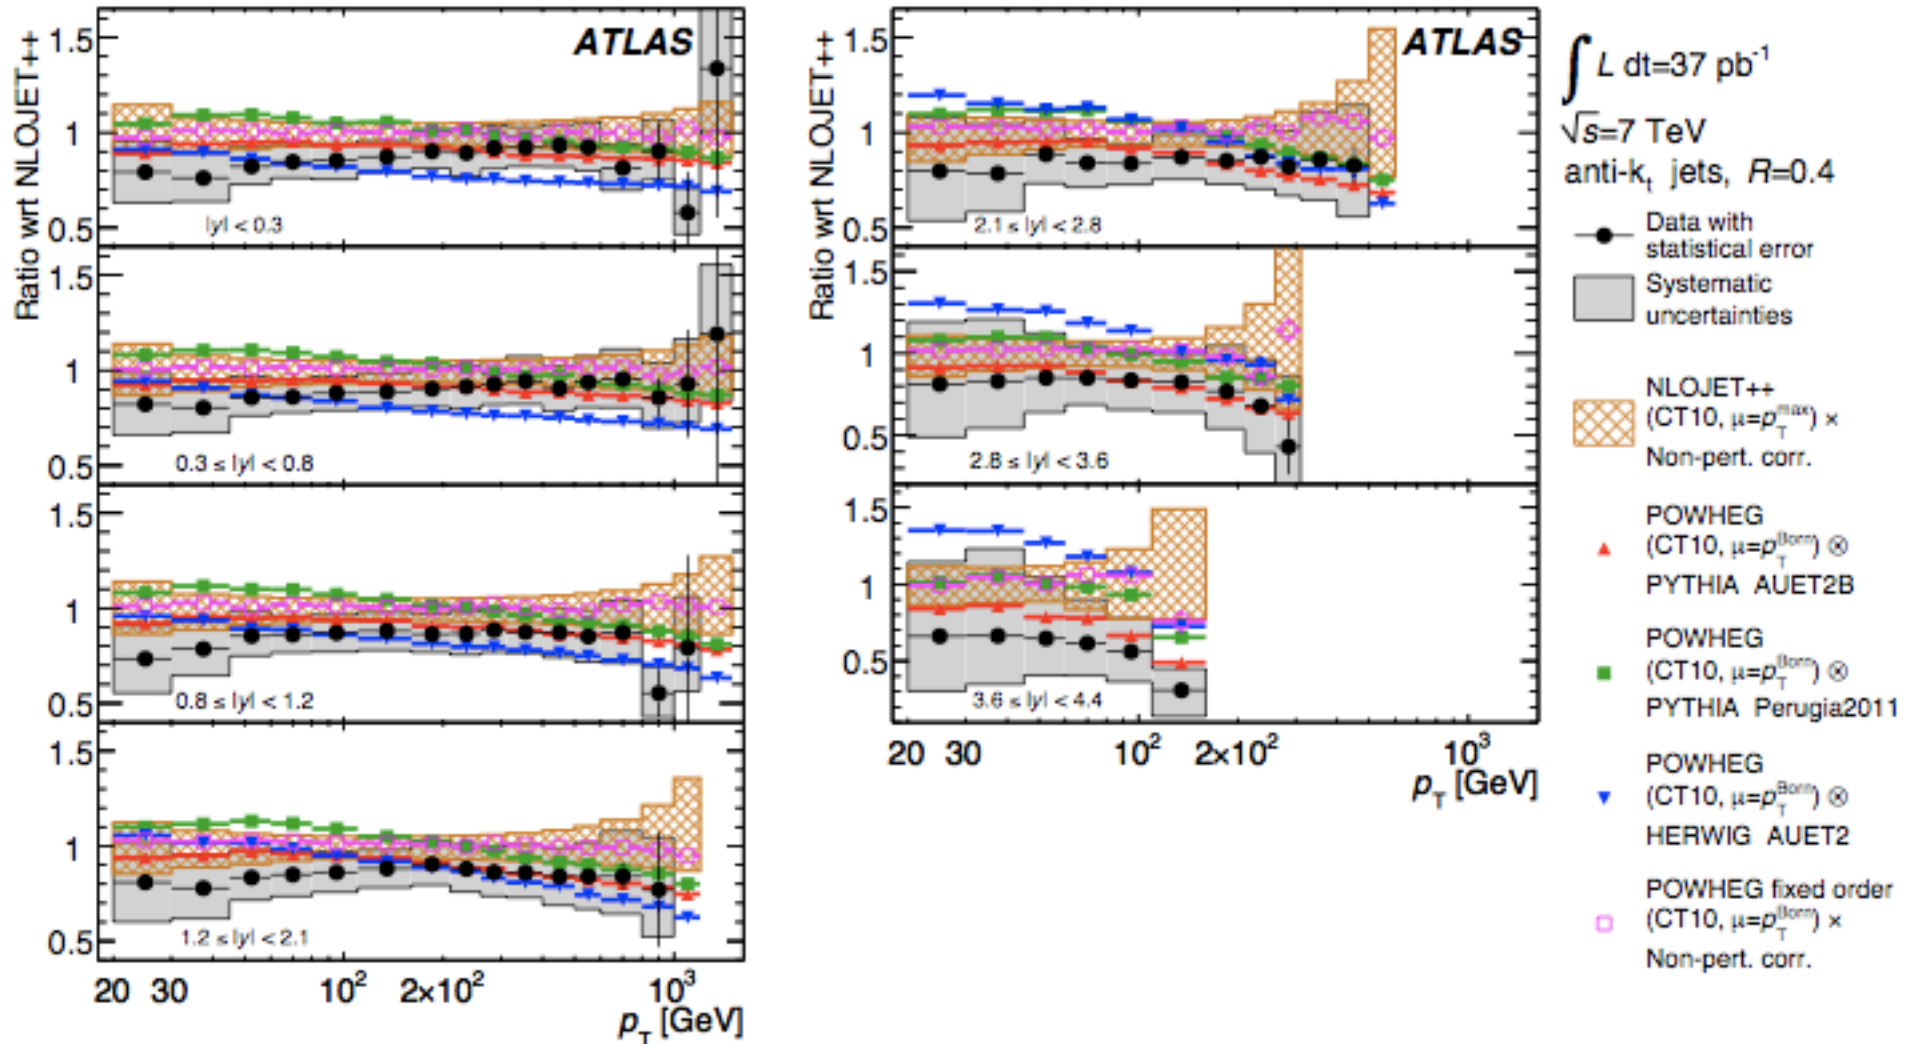 Ratio wrt NLOJET++
ATLAS
1.5
1
0.5
|y| < 0.3
1.5
1
0.5
0.3 ≤ |y| < 0.8
1.5
1
0.5
0.8 ≤ |y| < 1.2
1.5
1
0.5
1.2 ≤ |y| < 2.1
20 30 10² 2×10² 10³
p_T [GeV]
Ratio wrt NLOJET++
ATLAS
1.5
1
0.5
2.1 ≤ |y| < 2.8
1.5
1
0.5
2.8 ≤ |y| < 3.6
1.5
1
0.5
3.6 ≤ |y| < 4.4
20 30 10² 2×10² 10³
p_T [GeV]
∫ L dt=37 pb⁻¹
√s=7 TeV
anti-k_t jets, R=0.4
Data with
statistical error
Systematic
uncertainties
NLOJET++
(CT10, μ=p_T^max) ×
Non-pert. corr.
POWHEG
(CT10, μ=p_T^Born) ⊗
PYTHIA AUET2B
POWHEG
(CT10, μ=p_T^Born) ⊗
PYTHIA Perugia2011
POWHEG
(CT10, μ=p_T^Born) ⊗
HERWIG AUET2
POWHEG fixed order
(CT10, μ=p_T^Born) ×
Non-pert. corr.